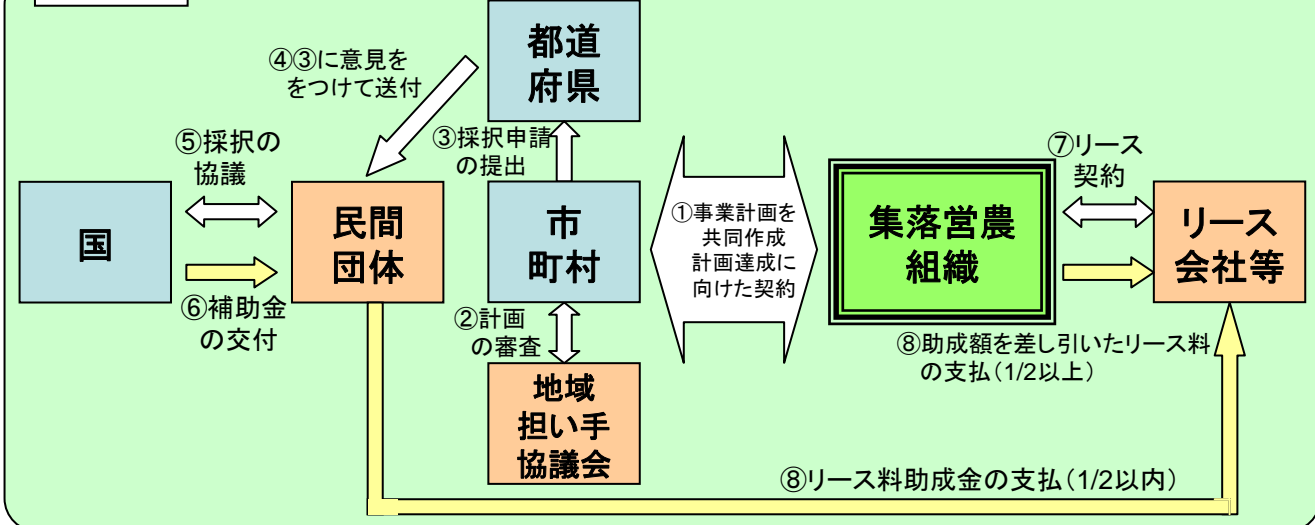 都道
府県
④③に意見を
をつけて送付
③採択申請
の提出
⑤採択の
協議
国
⑥補助金
の交付
民間
団体
市
町村
②計画
の審査
地域
担い手
協議会
①事業計画を
共同作成
計画達成に
向けた契約
集落営農
組織
⑦リース
契約
リース
会社等
⑧助成額を差し引いたリース料
の支払(1/2以上)
⑧リース料助成金の支払(1/2以内)